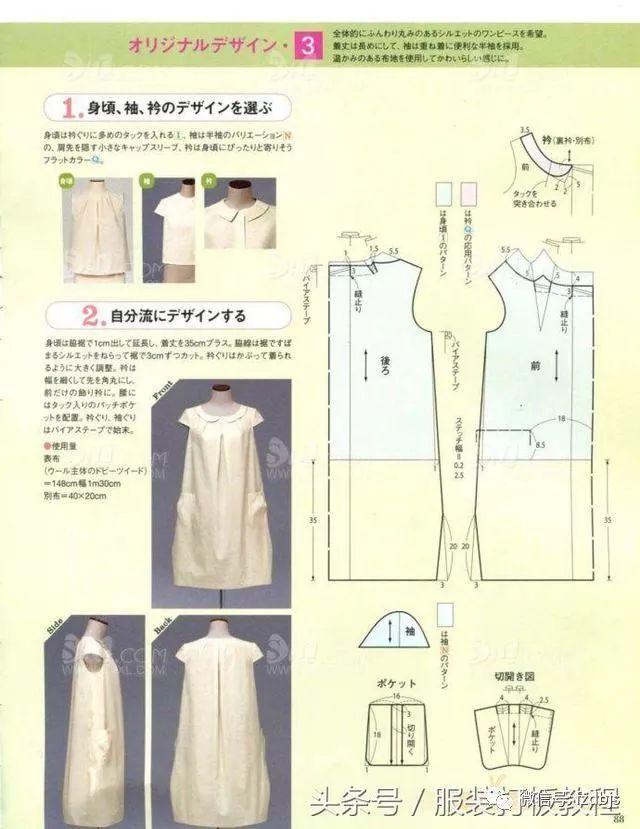 オリジナルデザイン・3
全体的にふんわり丸みのあるシルエットのワンピースを希望。
着丈は長めにして、袖は重ね着に便利な半袖を採用。
温かみのある布地を使用してかわいらしい感じに。
1. 身頃、袖、衿のデザインを選ぶ
身頃は衿ぐりに多めのタックを入れるI、袖は半袖のバリエーションN
の、肩先を隠す小さなキャップスリーブ、衿は身頃にぴったりと寄りそう
フラットカラーQ。
身頃
袖
衿
2. 自分流にデザインする
身頃は脇裾で1cm出して延長し、着丈を35cmプラス。脇線は裾ですぼ
まるシルエットをねらって裾で3cmずつカット。衿ぐりはかぶって着られ
るように大きく調整。衿は
幅を細くして先を角丸にし、
前だけの飾り衿に。腰に
はタック入りのパッチポケ
ットを配置。衿ぐり、袖ぐり
はバイアステープで始末。
●使用量
表布
(ウール主体のドビーツイード)
=148cm幅1m30cm
別布=40×20cm
Front
Side
Back
3.5
衿(裏衿・別布)
前
2
2
5
タックを
突き合わせる
は身頃Iのパターン
は衿Qの応用パターン
1
1.5
5.5
3
縫止り
バイアステープ
後ろ
バイアステープ
ステッチ幅=0.2
2.5
3.5
5
縫止り
前
18
8.5
1
1
35
35
20
20
3
3
袖
は袖Nのパターン
ポケット
16
3
18
切り開く
1
1
切開き図
4
4
2.5
ポケット
縫止り
头条号/服装打板教程
88